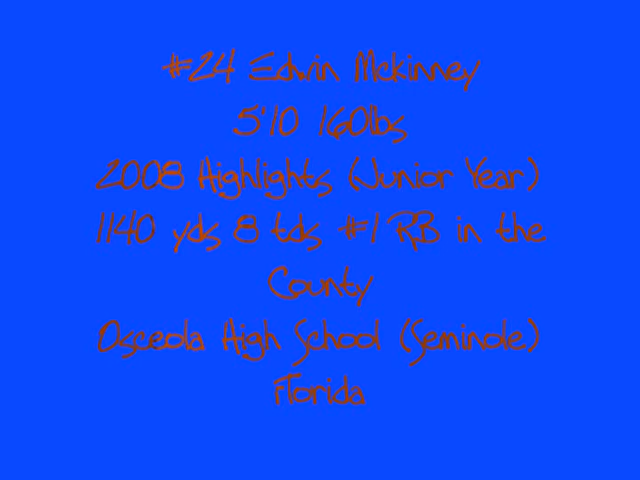 #24 Edwin Mckinney
5'10 160lbs
2008 Highlights (Junior Year)
1140 yds 8 tds #1 RB in the
County
Osceola High School (Seminole)
Florida